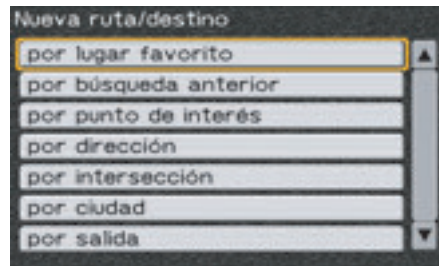 Nueva ruta/destino
por lugar favorito
por búsqueda anterior
por punto de interés
por dirección
por intersección
por ciudad
por salida